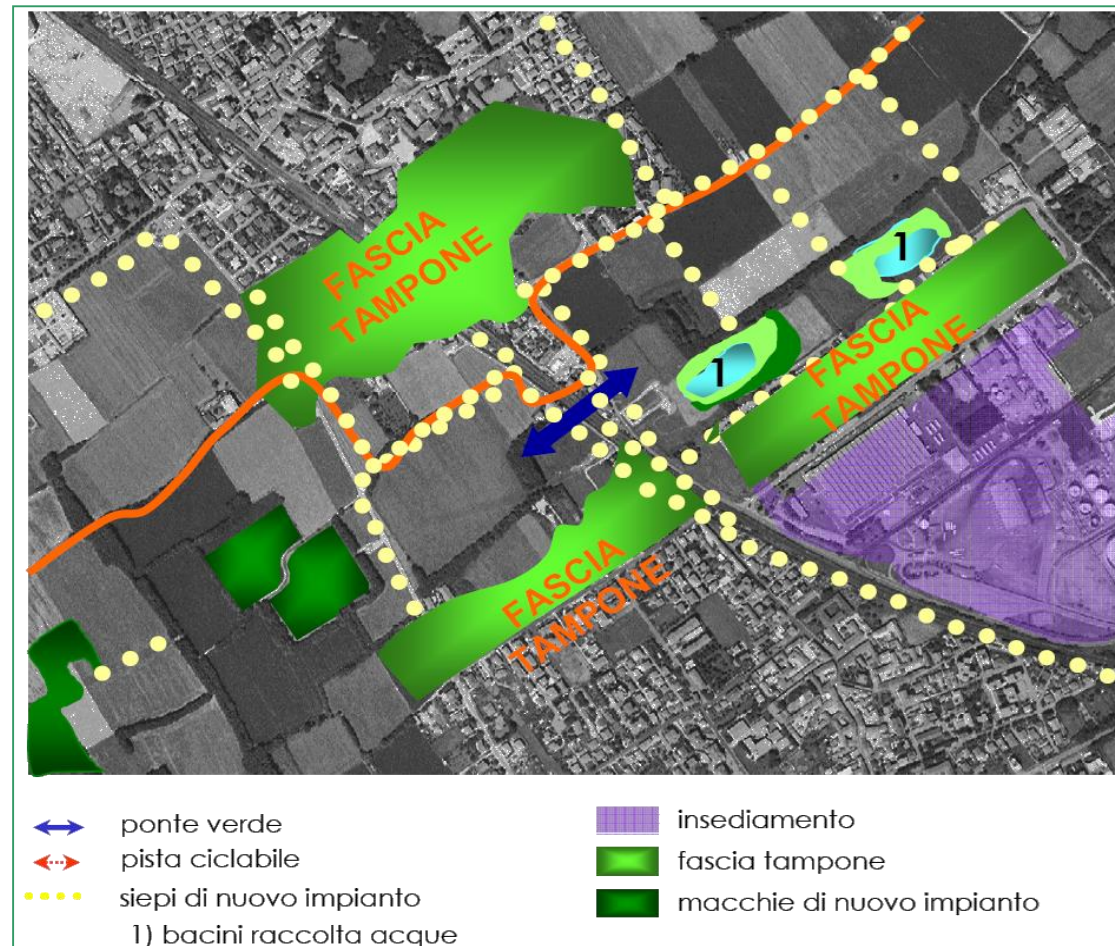 FASCIA
TAMPONE
1
1
FASCIA
TAMPONE
FASCIA
TAMPONE
ponte verde
pista ciclabile
siepi di nuovo impianto
1) bacini raccolta acque
insediamento
fascia tampone
macchie di nuovo impianto